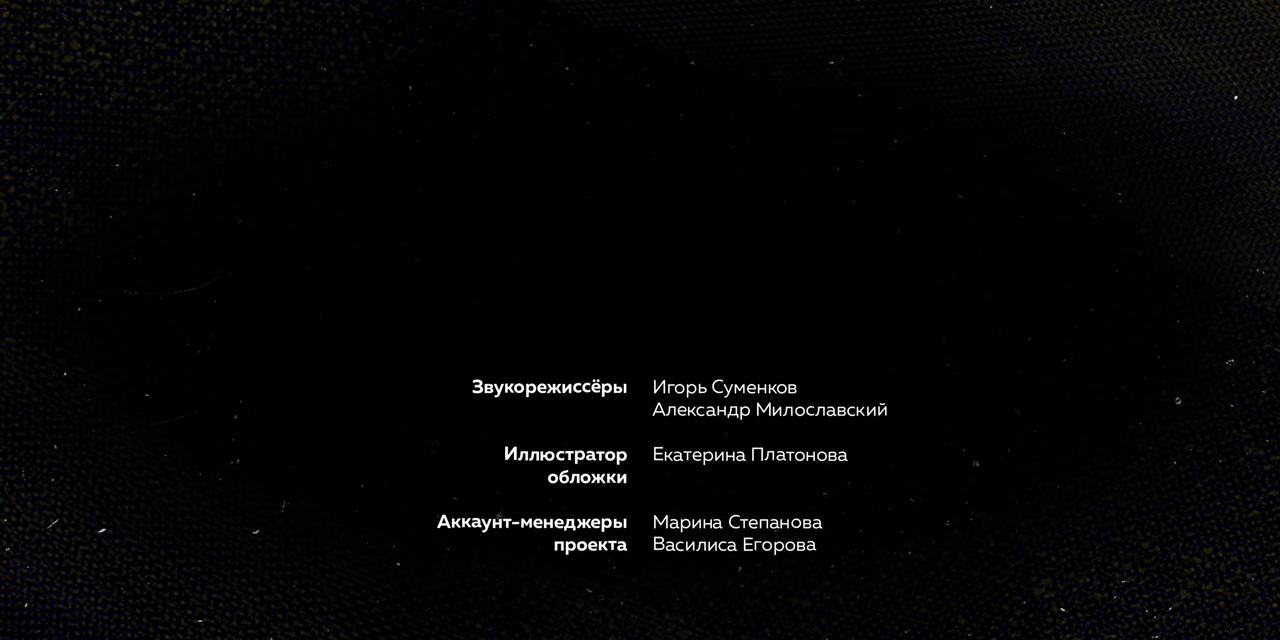 Звукорежиссёры Игорь Суменков
Александр Милославский
Иллюстратор Екатерина Платонова
обложки
Аккаунт-менеджеры Марина Степанова
проекта Василиса Егорова